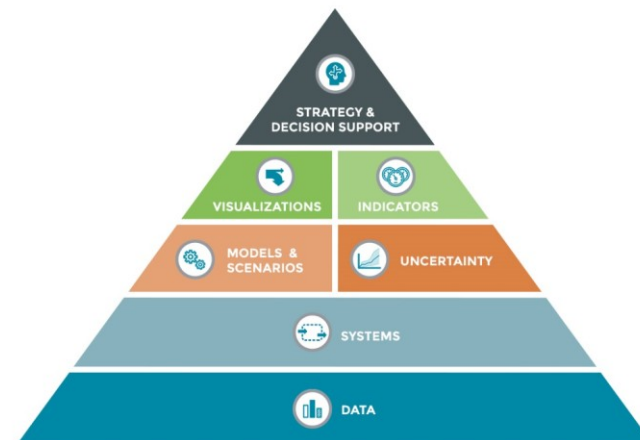 STRATEGY &
DECISION SUPPORT
VISUALIZATIONS
INDICATORS
MODELS &
SCENARIOS
UNCERTAINTY
SYSTEMS
DATA